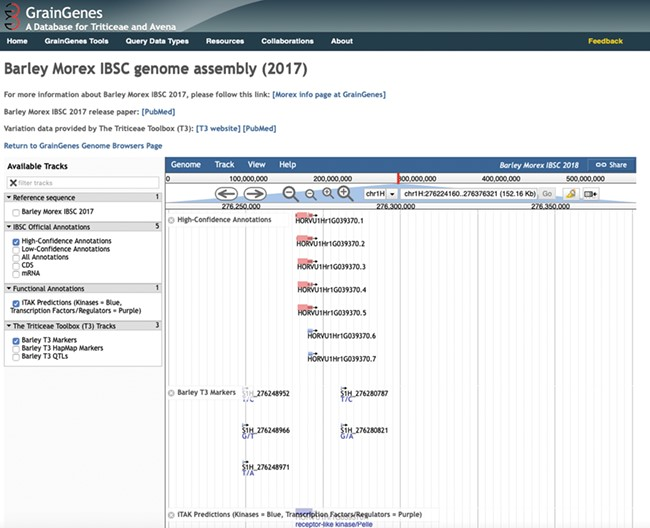 GrainGenes
A Database for Triticeae and Avena
Home GrainGenes Tools Query Data Types Resources Collaborations About Feedback
Barley Morex IBSC genome assembly (2017)
For more information about Barley Morex IBSC 2017, please follow this link: [Morex info page at GrainGenes]
Barley Morex IBSC 2017 release paper: [PubMed]
Variation data provided by The Triticeae Toolbox (T3): [T3 website] [PubMed]
Return to GrainGenes Genome Browsers Page
Available Tracks
filter tracks
Reference sequence 1
Barley Morex IBSC 2017
IBSC Official Annotations 5
High-Confidence Annotations
Low-Confidence Annotations
All Annotations
CDS
mRNA
Functional Annotations 1
iTAK Predictions (Kinases = Blue,
Transcription Factors/Regulators = Purple)
The Triticeae Toolbox (T3) Tracks 3
Barley T3 Markers
Barley T3 HapMap Markers
Barley T3 QTLs
Genome Track View Help Barley Morex IBSC 2018 Share
0 100,000,000 200,000,000 300,000,000 400,000,000 500,000,000
chr1H chr1H:276224160..276376321 (152.16 Kb) Go
276,250,000 276,300,000 276,350,000
High-Confidence Annotations
HORVU1Hr1G039370.1
HORVU1Hr1G039370.2
HORVU1Hr1G039370.3
HORVU1Hr1G039370.4
HORVU1Hr1G039370.5
HORVU1Hr1G039370.6
HORVU1Hr1G039370.7
Barley T3 Markers
S1H_276248952 S1H_276280787
T/C T/C
S1H_276248966 S1H_276280821
G/T G/A
S1H_276248971
T/A
iTAK Predictions (Kinases = Blue, Transcription Factors/Regulators = Purple)
receptor-like kinase/Pelle